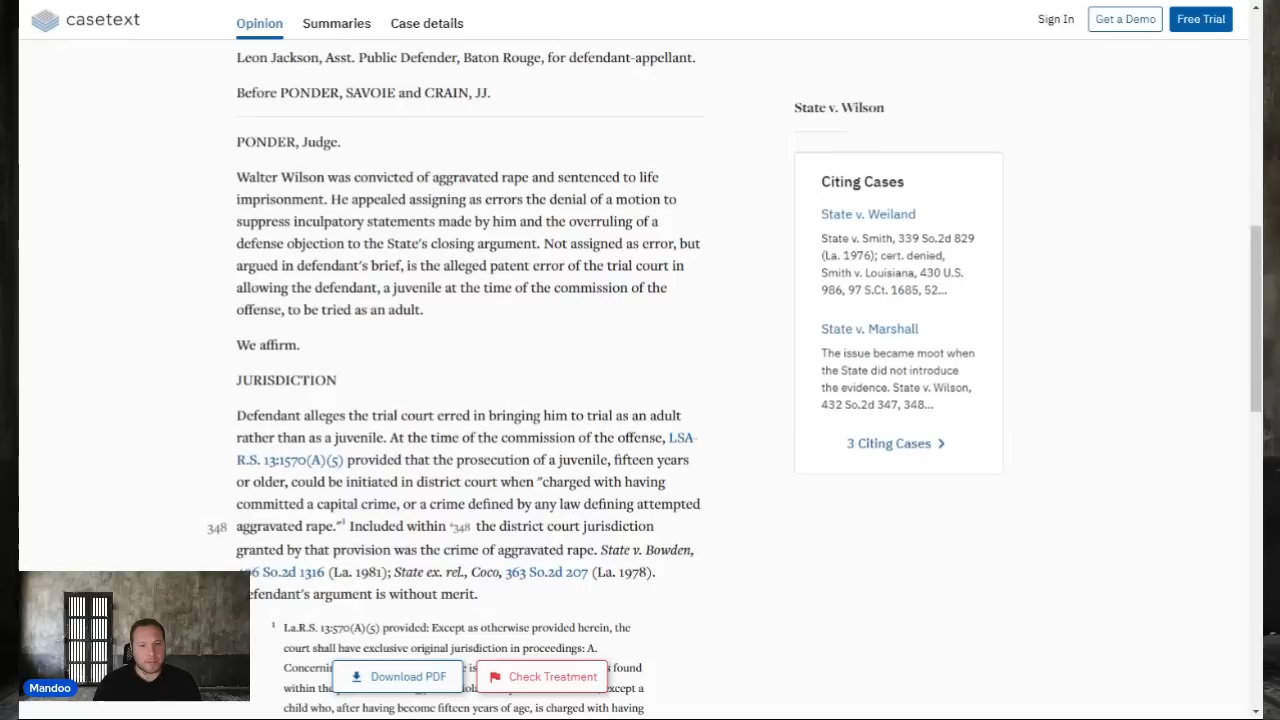 casetext
Opinion
Summaries
Case details
Sign In
Get a Demo
Free Trial
Leon Jackson, Asst. Public Defender, Baton Rouge, for defendant-appellant.
Before PONDER, SAVOIE and CRAIN, JJ.
PONDER, Judge.
Walter Wilson was convicted of aggravated rape and sentenced to life
imprisonment. He appealed assigning as errors the denial of a motion to
suppress inculpatory statements made by him and the overruling of a
defense objection to the State's closing argument. Not assigned as error, but
argued in defendant's brief, is the alleged patent error of the trial court in
allowing the defendant, a juvenile at the time of the commission of the
offense, to be tried as an adult.
We affirm.
JURISDICTION
Defendant alleges the trial court erred in bringing him to trial as an adult
rather than as a juvenile. At the time of the commission of the offense, LSA-
R.S. 13:1570(A)(5) provided that the prosecution of a juvenile, fifteen years
or older, could be initiated in district court when "charged with having
committed a capital crime, or a crime defined by any law defining attempted
348 aggravated rape."1 Included within *348 the district court jurisdiction
granted by that provision was the crime of aggravated rape. State v. Bowden,
So.2d 1316 (La. 1981); State ex. rel., Coco, 363 So.2d 207 (La. 1978).
efendant's argument is without merit.
1 La.R.S. 13:570(A)(5) provided: Except as otherwise provided herein, the
court shall have exclusive original jurisdiction in proceedings: A.
Concerni
s found
within the
xcept a
child who, after having become fifteen years of age, is charged with having
Download PDF
Check Treatment
State v. Wilson
Citing Cases
State v. Weiland
State v. Smith, 339 So.2d 829
(La. 1976); cert. denied,
Smith v. Louisiana, 430 U.S.
986, 97 S.Ct. 1685, 52...
State v. Marshall
The issue became moot when
the State did not introduce
the evidence. State v. Wilson,
432 So.2d 347, 348...
3 Citing Cases
Mandoo